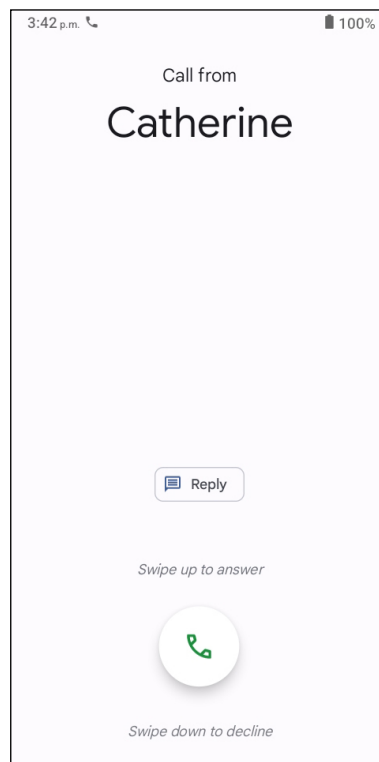 3:42 p.m. 100%
Call from
Catherine
Reply
Swipe up to answer
Swipe down to decline